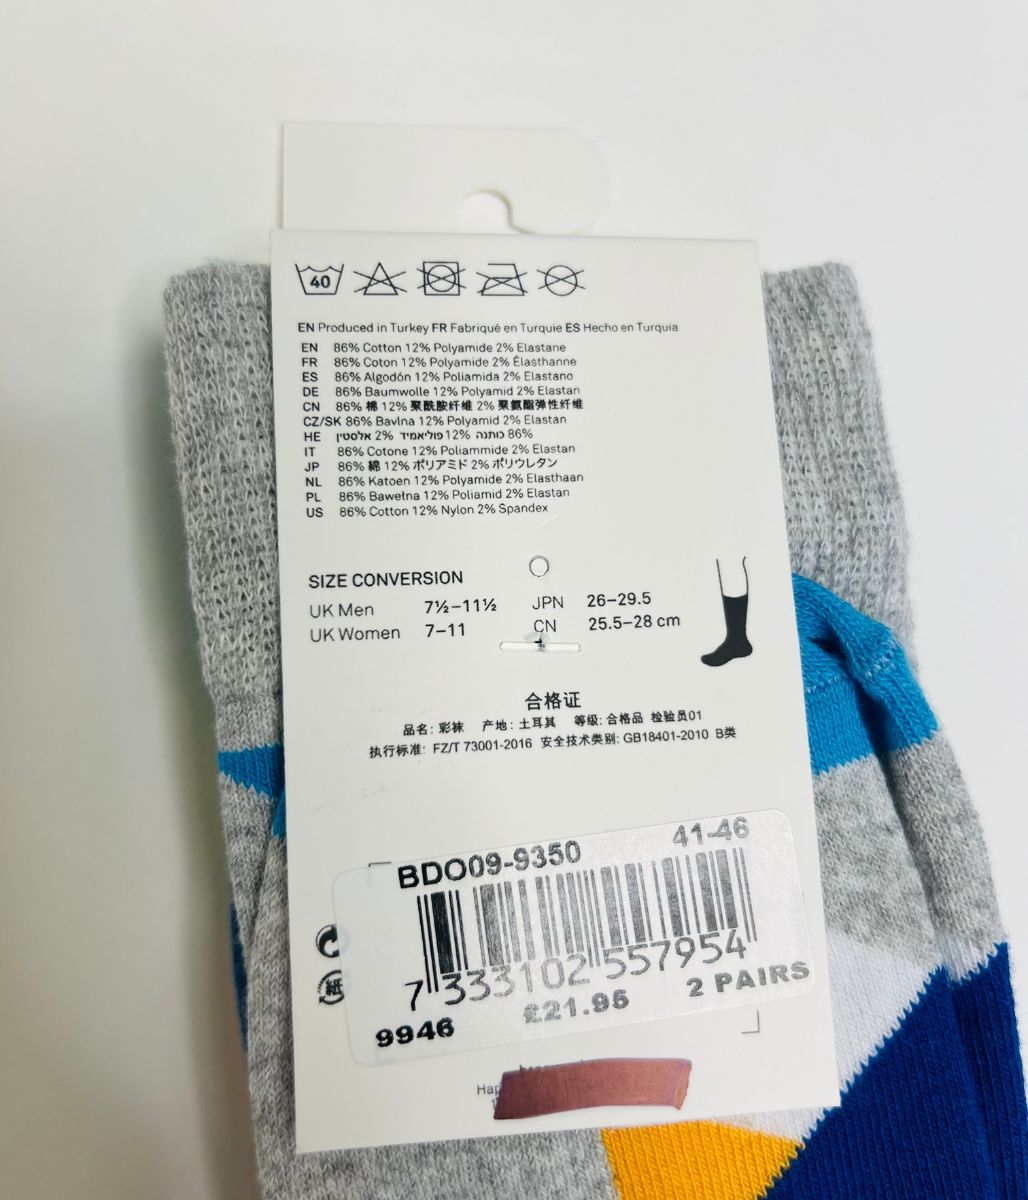 40
EN Produced in Turkey FR Fabriqué en Turquie ES Hecho en Turquia
EN 86% Cotton 12% Polyamide 2% Elastane
FR 86% Coton 12% Polyamide 2% Élasthanne
ES 86% Algodón 12% Poliamida 2% Elastano
DE 86% Baumwolle 12% Polyamid 2% Elastan
CN 86% 棉 12% 聚酰胺纤维 2% 聚氨酯弹性纤维
CZ/SK 86% Bavlna 12% Polyamid 2% Elastan
HE 86% כותנה 12% פוליאמיד 2% אלסטין
IT 86% Cotone 12% Poliammide 2% Elastan
JP 86% 綿 12% ポリアミド 2% ポリウレタン
NL 86% Katoen 12% Polyamide 2% Elasthaan
PL 86% Bawełna 12% Poliamid 2% Elastan
US 86% Cotton 12% Nylon 2% Spandex
SIZE CONVERSION
UK Men 7½–11½ JPN 26–29.5
UK Women 7–11 CN 25.5–28 cm
合格证
品名: 彩袜 产地: 土耳其 等级: 合格品 检验员01
执行标准: FZ/T 73001-2016 安全技术类别: GB18401-2010 B类
BDO09-9350 41-46
7 333102 557954
9946 £21.95 2 PAIRS
紙